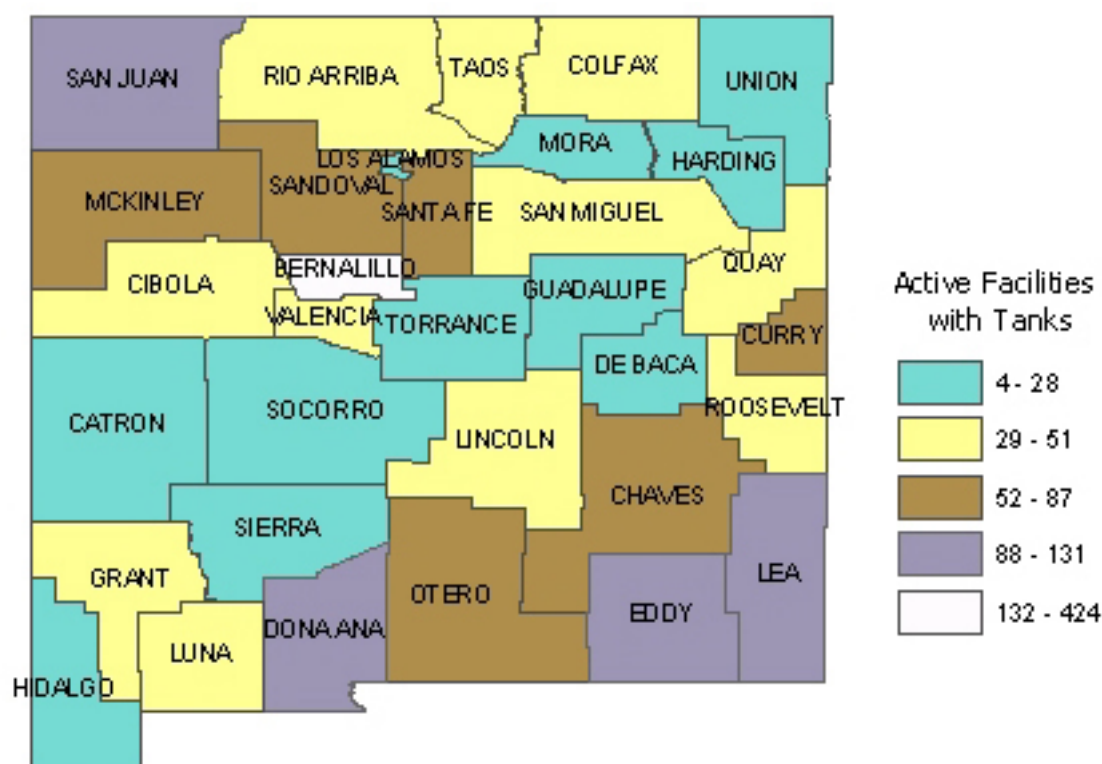 SAN JUAN
RIO ARRIBA
TAOS
COLFAX
UNION
MORA
HARDING
LOS ALAMOS
SANDOVAL
MCKINLEY
SANTA FE
SAN MIGUEL
BERNALILLO
CIBOLA
QUAY
GUADALUPE
VALENCIA
TORRANCE
CURRY
DE BACA
ROOSEVELT
CATRON
SOCORRO
LINCOLN
CHAVES
SIERRA
GRANT
OTERO
LEA
EDDY
DONA ANA
LUNA
HIDALGO
Active Facilities
with Tanks
4 - 28
29 - 51
52 - 87
88 - 131
132 - 424